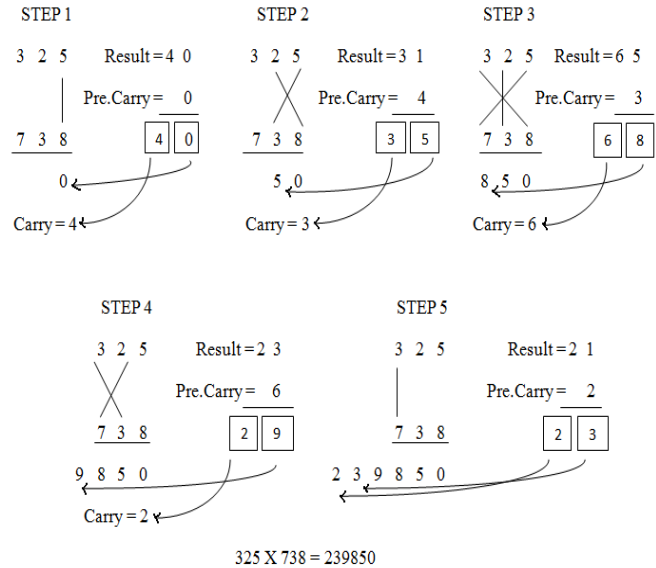 STEP 1
3 2 5 Result = 4 0
Pre.Carry = 0
7 3 8 4 0
0
Carry = 4
STEP 2
3 2 5 Result = 3 1
Pre.Carry = 4
7 3 8 3 5
5 0
Carry = 3
STEP 3
3 2 5 Result = 6 5
Pre.Carry = 3
7 3 8 6 8
8 5 0
Carry = 6
STEP 4
3 2 5 Result = 2 3
Pre.Carry = 6
7 3 8 2 9
9 8 5 0
Carry = 2
STEP 5
3 2 5 Result = 2 1
Pre.Carry = 2
7 3 8 2 3
2 3 9 8 5 0
325 X 738 = 239850